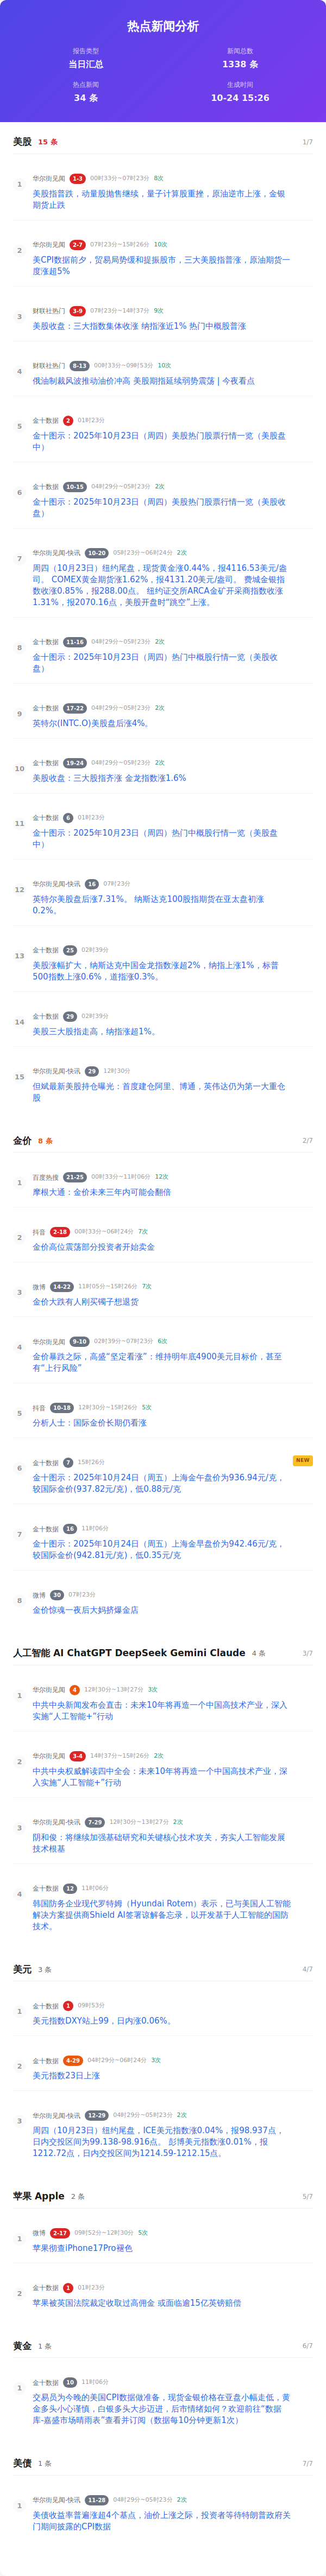 热点新闻分析
报告类型
当日汇总
新闻总数
1338 条
热点新闻
34 条
生成时间
10-24 15:26
美股 15 条 1/7
1
华尔街见闻 1-3 00时33分~07时23分 8次
美股指普跌，动量股抛售继续，量子计算股重挫，原油逆市上涨，金银
期货止跌
2
华尔街见闻 2-7 07时23分~15时26分 10次
美CPI数据前夕，贸易局势缓和提振股市，三大美股指普涨，原油期货一
度涨超5%
3
财联社热门 3-9 07时23分~14时37分 9次
美股收盘：三大指数集体收涨 纳指涨近1% 热门中概股普涨
4
财联社热门 8-13 00时33分~09时53分 10次
俄油制裁风波推动油价冲高 美股期指延续弱势震荡 | 今夜看点
5
金十数据 2 01时23分
金十图示：2025年10月23日（周四）美股热门股票行情一览（美股盘
中）
6
金十数据 10-15 04时29分~05时23分 2次
金十图示：2025年10月23日（周四）美股热门股票行情一览（美股收
盘）
7
华尔街见闻-快讯 10-20 05时23分~06时24分 2次
周四（10月23日）纽约尾盘，现货黄金涨0.44%，报4116.53美元/盎
司。 COMEX黄金期货涨1.62%，报4131.20美元/盎司。 费城金银指
数收涨0.85%，报288.00点。 纽约证交所ARCA金矿开采商指数收涨
1.31%，报2070.16点，美股开盘时“跳空”上涨。
8
金十数据 11-16 04时29分~05时23分 2次
金十图示：2025年10月23日（周四）热门中概股行情一览（美股收
盘）
9
金十数据 17-22 04时29分~05时23分 2次
英特尔(INTC.O)美股盘后涨4%。
10
金十数据 19-24 04时29分~05时23分 2次
美股收盘：三大股指齐涨 金龙指数涨1.6%
11
金十数据 6 01时23分
金十图示：2025年10月23日（周四）热门中概股行情一览（美股盘
中）
12
华尔街见闻-快讯 16 07时23分
英特尔美股盘后涨7.31%。 纳斯达克100股指期货在亚太盘初涨
0.2%。
13
金十数据 25 02时39分
美股涨幅扩大，纳斯达克中国金龙指数涨超2%，纳指上涨1%，标普
500指数上涨0.6%，道指涨0.3%。
14
金十数据 29 02时39分
美股三大股指走高，纳指涨超1%。
15
华尔街见闻-快讯 29 12时30分
但斌最新美股持仓曝光：首度建仓阿里、博通，英伟达仍为第一大重仓
股
金价 8 条 2/7
1
百度热搜 21-25 00时33分~11时06分 12次
摩根大通：金价未来三年内可能会翻倍
2
抖音 2-18 00时33分~06时24分 7次
金价高位震荡部分投资者开始卖金
3
微博 14-22 11时05分~15时26分 7次
金价大跌有人刚买镯子想退货
4
华尔街见闻 9-10 02时39分~07时23分 6次
金价暴跌之际，高盛“坚定看涨”：维持明年底4900美元目标价，甚至
有“上行风险”
5
抖音 10-18 12时30分~15时26分 5次
分析人士：国际金价长期仍看涨
6
金十数据 7 15时26分 NEW
金十图示：2025年10月24日（周五）上海金午盘价为936.94元/克，
较国际金价(937.82元/克)，低0.88元/克
7
金十数据 16 11时06分
金十图示：2025年10月24日（周五）上海金早盘价为942.46元/克，
较国际金价(942.81元/克)，低0.35元/克
8
微博 30 07时23分
金价惊魂一夜后大妈挤爆金店
人工智能 AI ChatGPT DeepSeek Gemini Claude 4 条 3/7
1
华尔街见闻 4 12时30分~13时27分 3次
中共中央新闻发布会直击：未来10年将再造一个中国高技术产业，深入
实施“人工智能+”行动
2
华尔街见闻 3-4 14时37分~15时26分 2次
中共中央权威解读四中全会：未来10年将再造一个中国高技术产业，深
入实施“人工智能+”行动
3
华尔街见闻-快讯 7-29 12时30分~13时27分 2次
阴和俊：将继续加强基础研究和关键核心技术攻关，夯实人工智能发展
技术根基
4
金十数据 12 11时06分
韩国防务企业现代罗特姆（Hyundai Rotem）表示，已与美国人工智能
解决方案提供商Shield AI签署谅解备忘录，以开发基于人工智能的国防
技术。
美元 3 条 4/7
1
金十数据 1 09时53分
美元指数DXY站上99，日内涨0.06%。
2
金十数据 4-29 04时29分~06时24分 3次
美元指数23日上涨
3
华尔街见闻-快讯 12-29 04时29分~05时23分 2次
周四（10月23日）纽约尾盘，ICE美元指数涨0.04%，报98.937点，
日内交投区间为99.138-98.916点。 彭博美元指数涨0.01%，报
1212.72点，日内交投区间为1214.59-1212.15点。
苹果 Apple 2 条 5/7
1
微博 2-17 09时52分~12时30分 5次
苹果彻查iPhone17Pro褪色
2
金十数据 1 01时23分
苹果被英国法院裁定收取过高佣金 或面临逾15亿英镑赔偿
黄金 1 条 6/7
1
金十数据 10 11时06分
交易员为今晚的美国CPI数据做准备，现货金银价格在亚盘小幅走低，黄
金多头小心谨慎，白银多头大步迈进，后市情绪如何？欢迎前往“数据
库-嘉盛市场晴雨表”查看并订阅（数据每10分钟更新1次）
美债 1 条 7/7
1
华尔街见闻-快讯 11-28 04时29分~05时23分 2次
美债收益率普遍涨超4个基点，油价上涨之际，投资者等待特朗普政府关
门期间披露的CPI数据